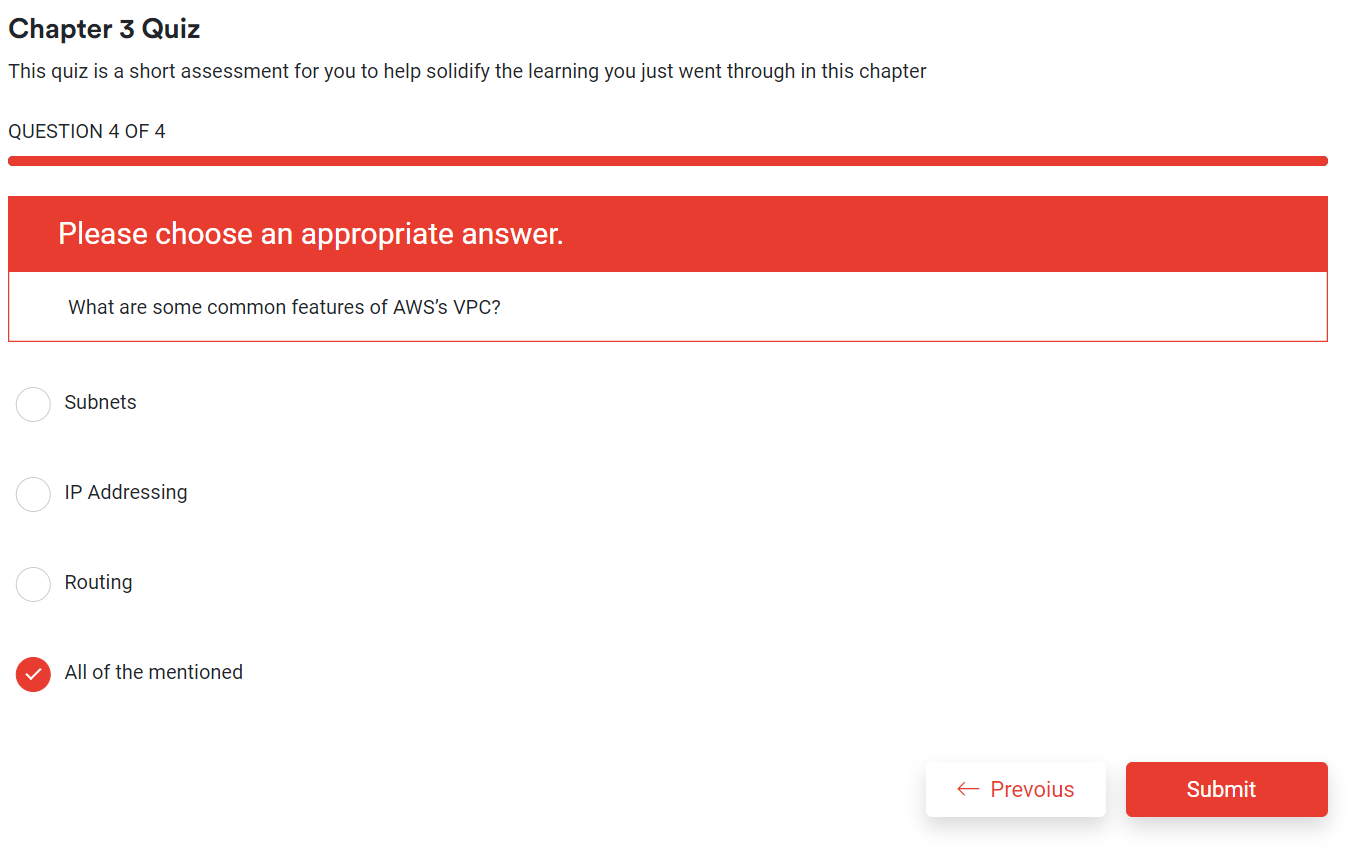 Chapter 3 Quiz
This quiz is a short assessment for you to help solidify the learning you just went through in this chapter
QUESTION 4 OF 4
Please choose an appropriate answer.
What are some common features of AWS’s VPC?
Subnets
IP Addressing
Routing
All of the mentioned
Prevoius
Submit